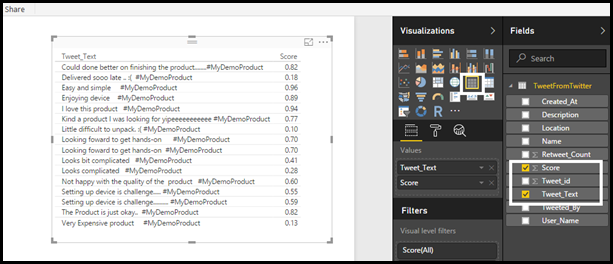 Share
Tweet_Text Score
Could done better on finishing the product........#MyDemoProduct 0.82
Delivered sooo late .. :( #MyDemoProduct 0.18
Easy and simple #MyDemoProduct 0.96
Enjoying device #MyDemoProduct 0.89
I love this product #MyDemoProduct 0.94
Kind a product I was looking for yipeeeeeeeeeee #MyDemoProduct 0.77
Little difficult to unpack. :( #MyDemoProduct 0.10
Looking foward to get hands-on #MyDemoProduct 0.70
Looking foward to get hands-on #MyDemoProduct 0.70
Looks bit complicated #MyDemoProduct 0.41
Looks complicated #MyDemoProduct 0.28
Not happy with the quality of the product #MyDemoProduct 0.60
Setting up device is challenge..... #MyDemoProduct 0.55
Setting up device is challenge.......... #MyDemoProduct 0.59
The Product is just okay.. #MyDemoProduct 0.82
Very Expensive product #MyDemoProduct 0.13
Visualizations
R
Values
Tweet_Text
Score
Filters
Visual level filters
Score(All)
Fields
Search
TweetFromTwitter
Created_At
Description
Location
Name
Σ Retweet_Count
Σ Score
Σ Tweet_id
Tweet_Text
Tweeted_By
User_Name